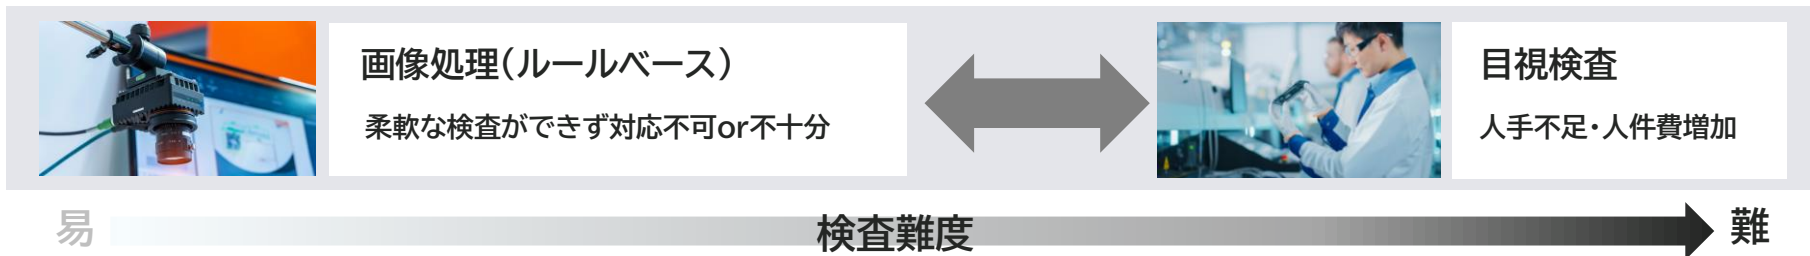 画像処理(ルールベース)
柔軟な検査ができず対応不可or不十分
目視検査
人手不足・人件費増加
易
検査難度
難